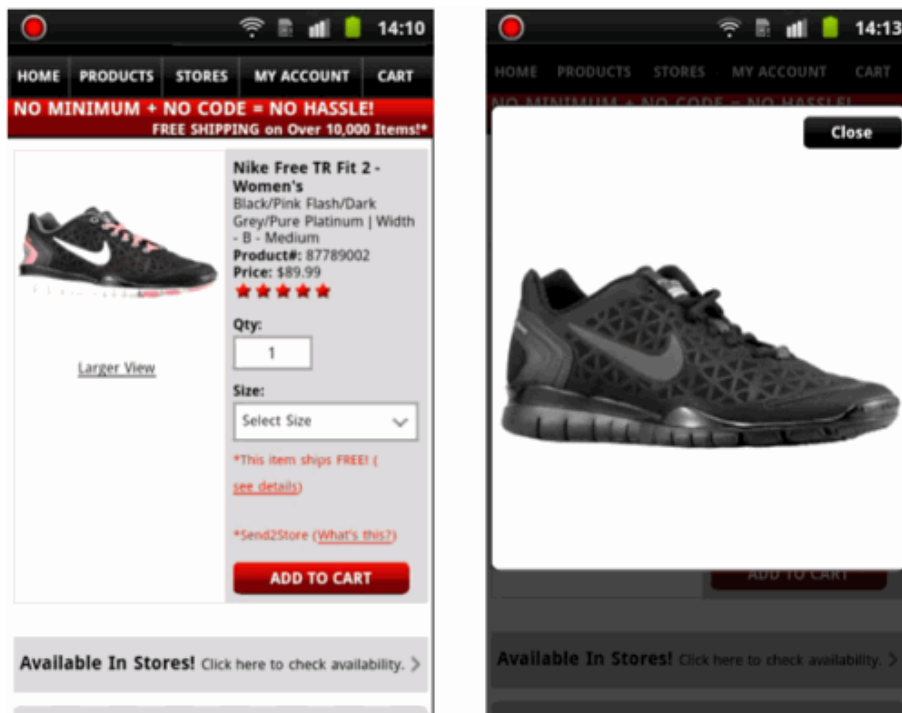 14:10
HOME PRODUCTS STORES MY ACCOUNT CART
NO MINIMUM + NO CODE = NO HASSLE!
FREE SHIPPING on Over 10,000 Items!*
Nike Free TR Fit 2 -
Women's
Black/Pink Flash/Dark
Grey/Pure Platinum | Width
- B - Medium
Product#: 87789002
Price: $89.99
Larger View
Qty:
1
Size:
Select Size
*This item ships FREE! (
see details)
*Send2Store (What's this?)
ADD TO CART
Available In Stores! Click here to check availability.
14:13
HOME PRODUCTS STORES MY ACCOUNT CART
NO MINIMUM + NO CODE = NO HASSLE!
Close
ADD TO CART
Available In Stores! Click here to check availability.